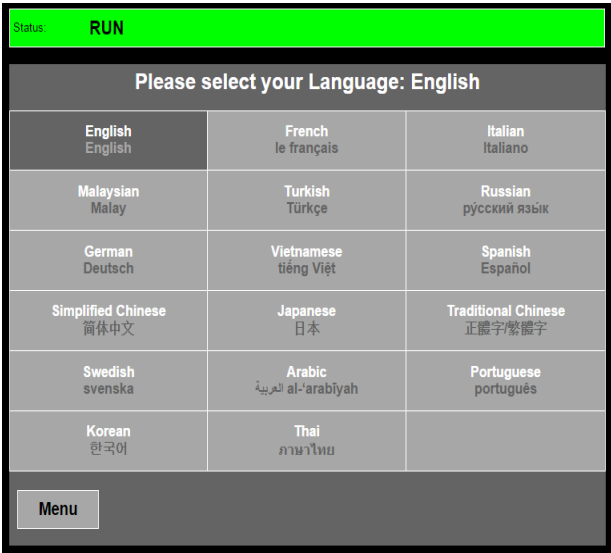 Status: RUN
Please select your Language: English
English
English
French
le français
Italian
Italiano
Malaysian
Malay
Turkish
Türkçe
Russian
ру́сский язы́к
German
Deutsch
Vietnamese
tiếng Việt
Spanish
Español
Simplified Chinese
简体中文
Japanese
日本
Traditional Chinese
正體字/繁體字
Swedish
svenska
Arabic
العربية al-‘arabīyah
Portuguese
português
Korean
한국어
Thai
ภาษาไทย
Menu